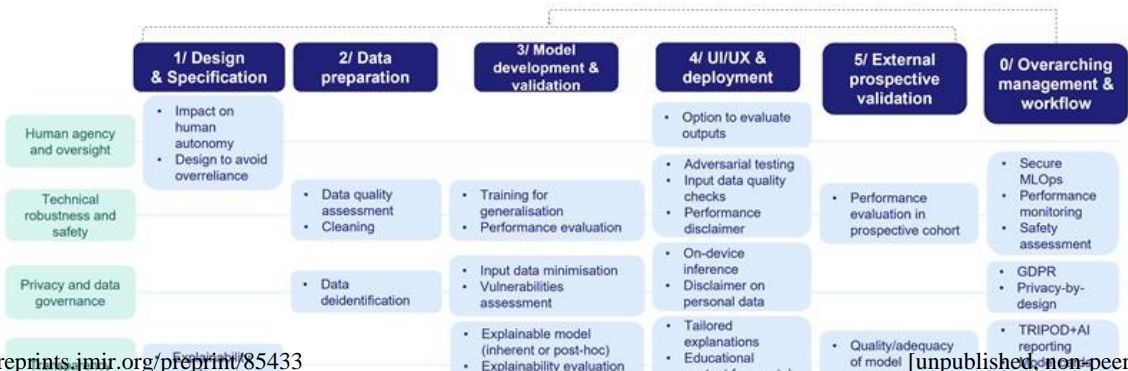 1/ Design
& Specification
2/ Data
preparation
3/ Model
development &
validation
4/ UI/UX &
deployment
5/ External
prospective
validation
0/ Overarching
management &
workflow
Human agency
and oversight
• Impact on
human
autonomy
• Design to avoid
overreliance
• Option to evaluate
outputs
Technical
robustness and
safety
• Data quality
assessment
• Cleaning
• Training for
generalisation
• Performance evaluation
• Adversarial testing
• Input data quality
checks
• Performance
disclaimer
• Performance
evaluation in
prospective cohort
• Secure
MLOps
• Performance
monitoring
• Safety
assessment
Privacy and data
governance
• Data
deidentification
• Input data minimisation
• Vulnerabilities
assessment
• On-device
inference
• Disclaimer on
personal data
• GDPR
• Privacy-by-
design
Transparency
• Explainability
• Explainable model
(inherent or post-hoc)
• Explainability evaluation
• Tailored
explanations
• Educational
• Quality/adequacy
of model
• TRIPOD+AI
reporting
reprints.jmir.org/preprint/85433
[unpublished, non-peer